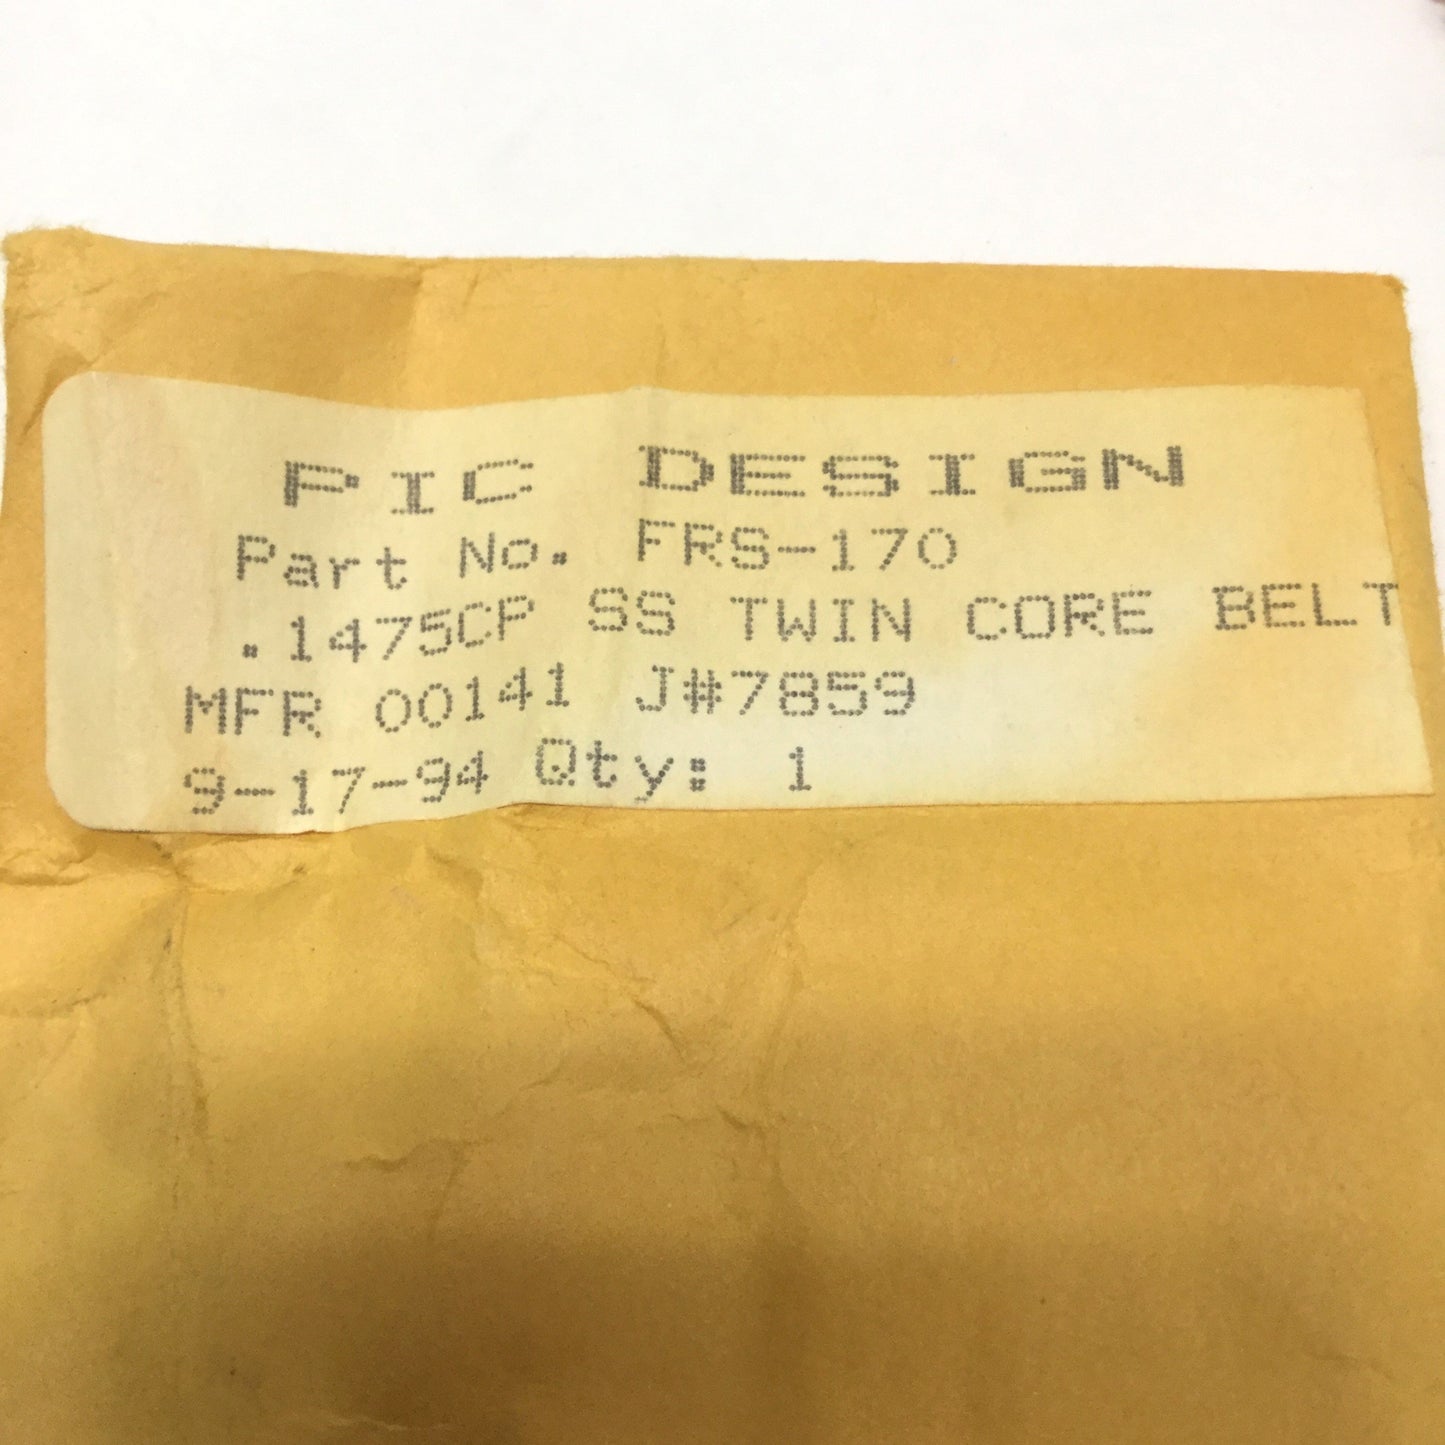 PIC DESIGN
Part No. FRS-170
.1475CP SS TWIN CORE BELT
MFR 00141 J#7859
9-17-94 Qty: 1